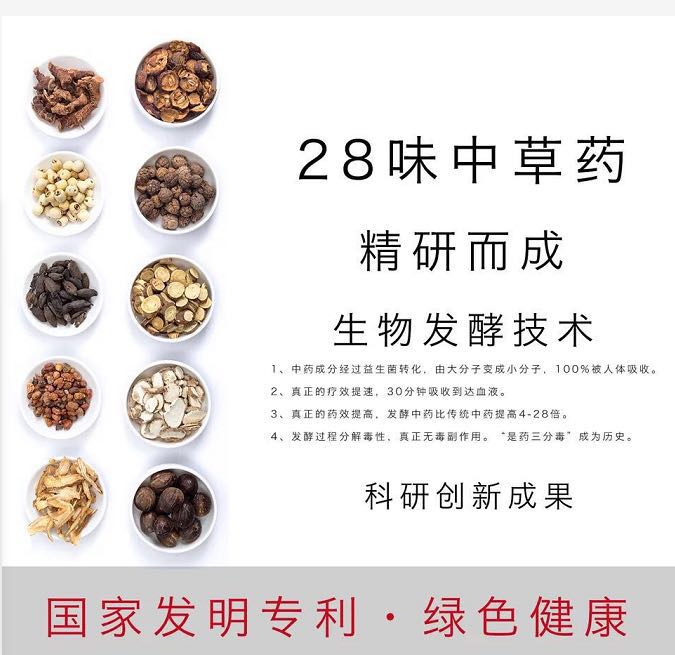 28味中草药
精研而成
生物发酵技术
1、中药成分经过益生菌转化，由大分子变成小分子，100%被人体吸收。
2、真正的疗效提速，30分钟吸收到达血液。
3、真正的药效提高，发酵中药比传统中药提高4-28倍。
4、发酵过程分解毒性，真正无毒副作用。“是药三分毒”成为历史。
科研创新成果
国家发明专利·绿色健康